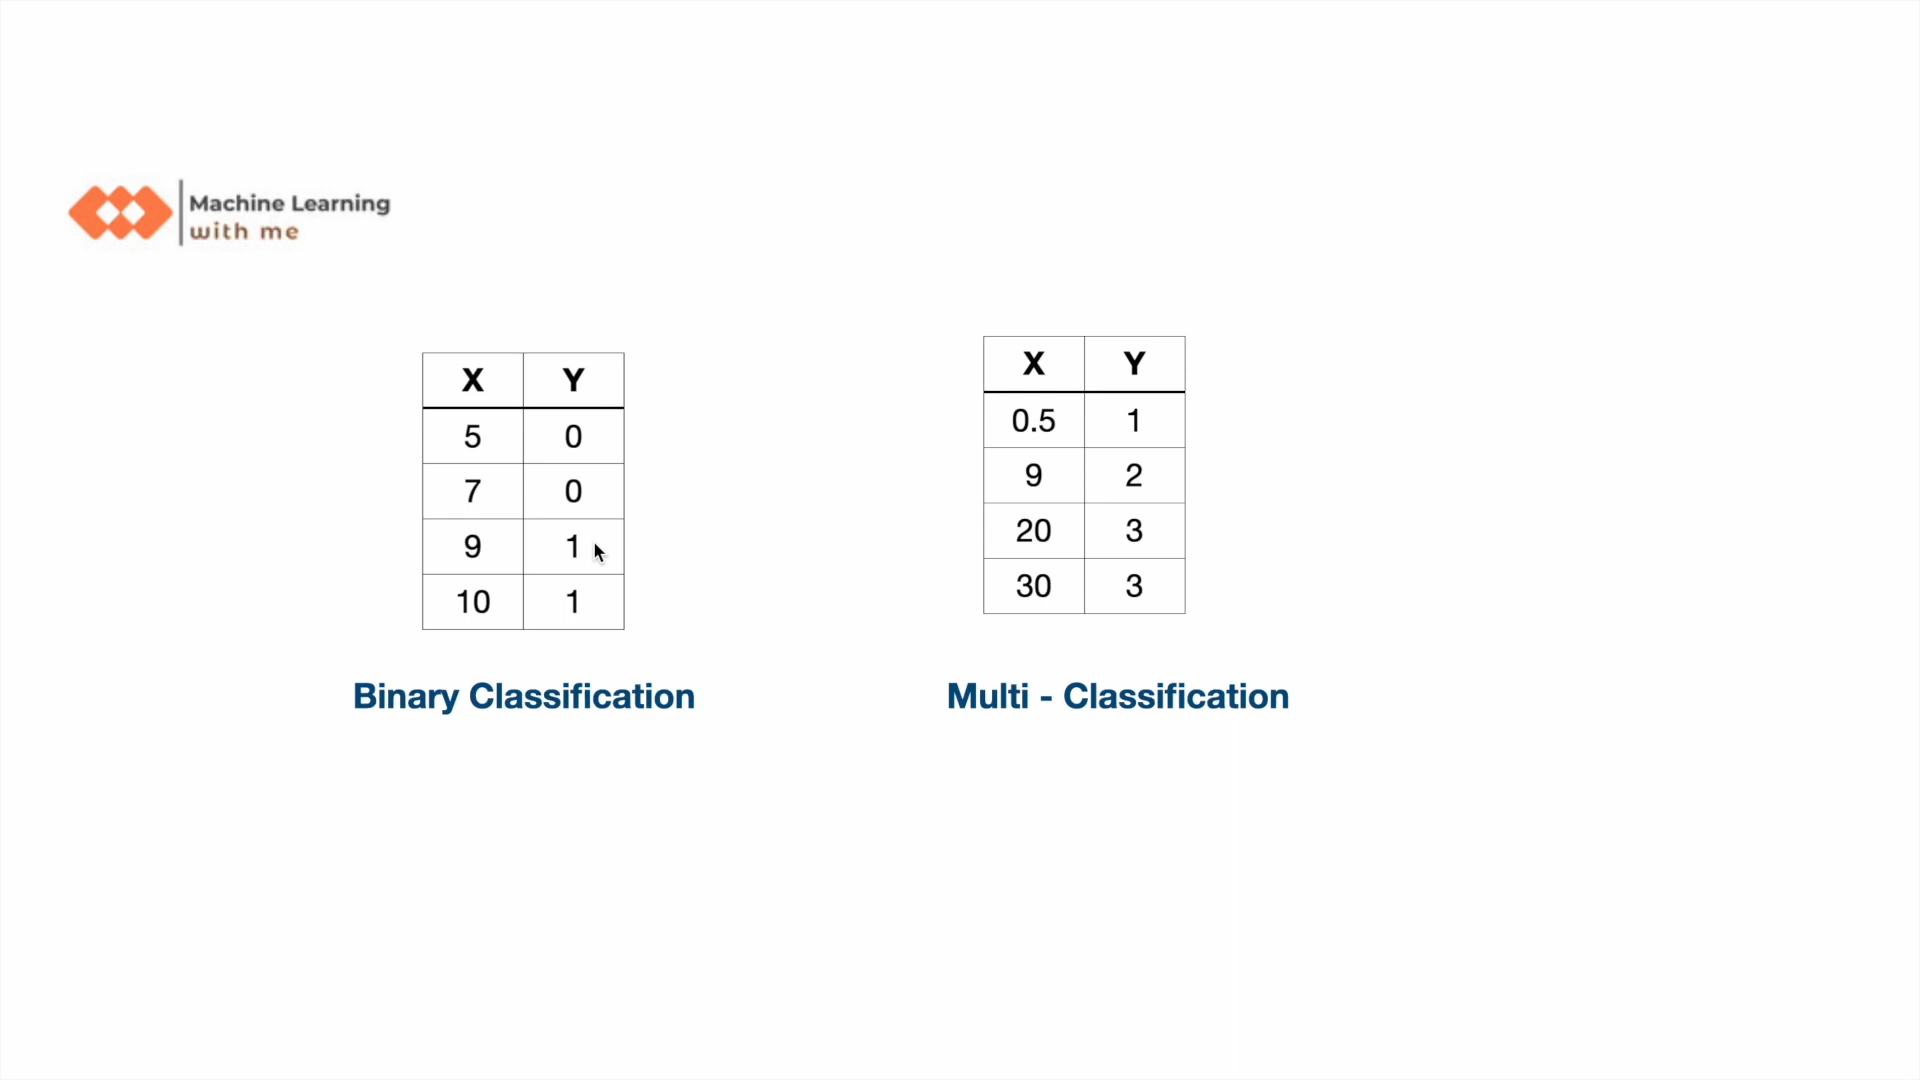 Machine Learning
with me
X Y
5 0
7 0
9 1
10 1
Binary Classification
X Y
0.5 1
9 2
20 3
30 3
Multi - Classification